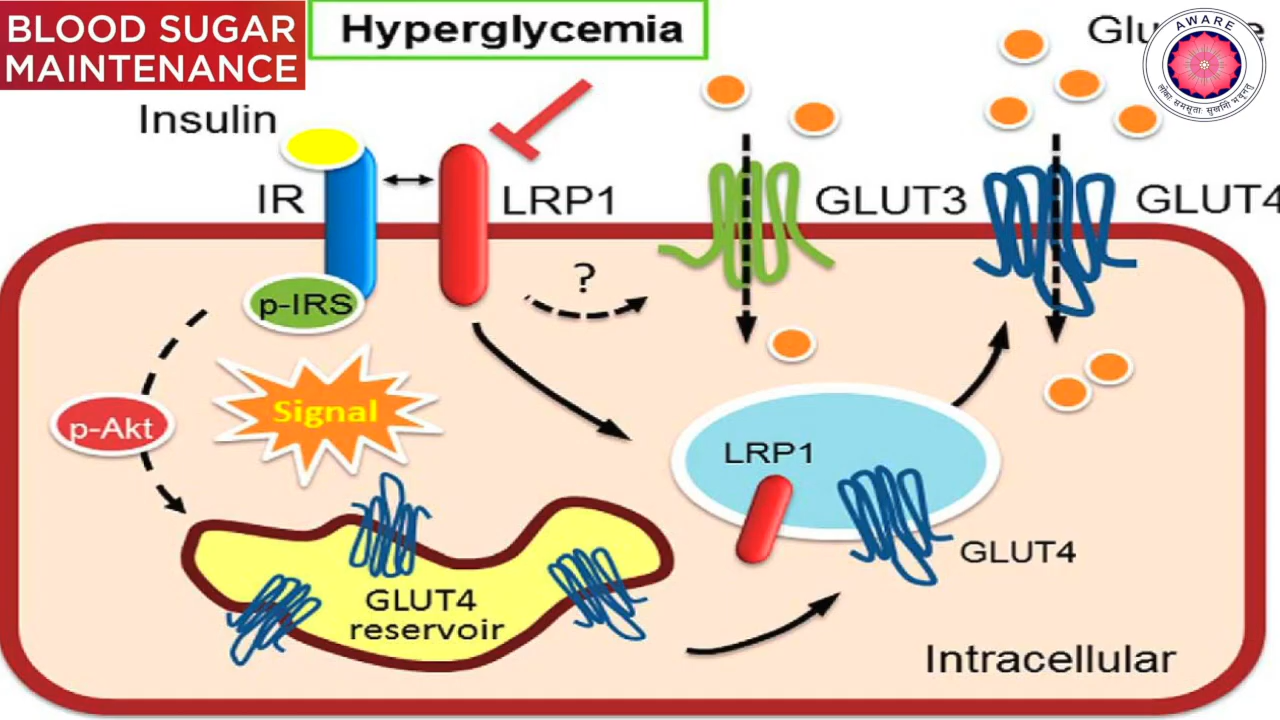 BLOOD SUGAR
MAINTENANCE
Hyperglycemia
AWARE
Insulin
IR
LRP1
GLUT3
GLUT4
?
p-IRS
Signal
p-Akt
LRP1
GLUT4
GLUT4
reservoir
Intracellular